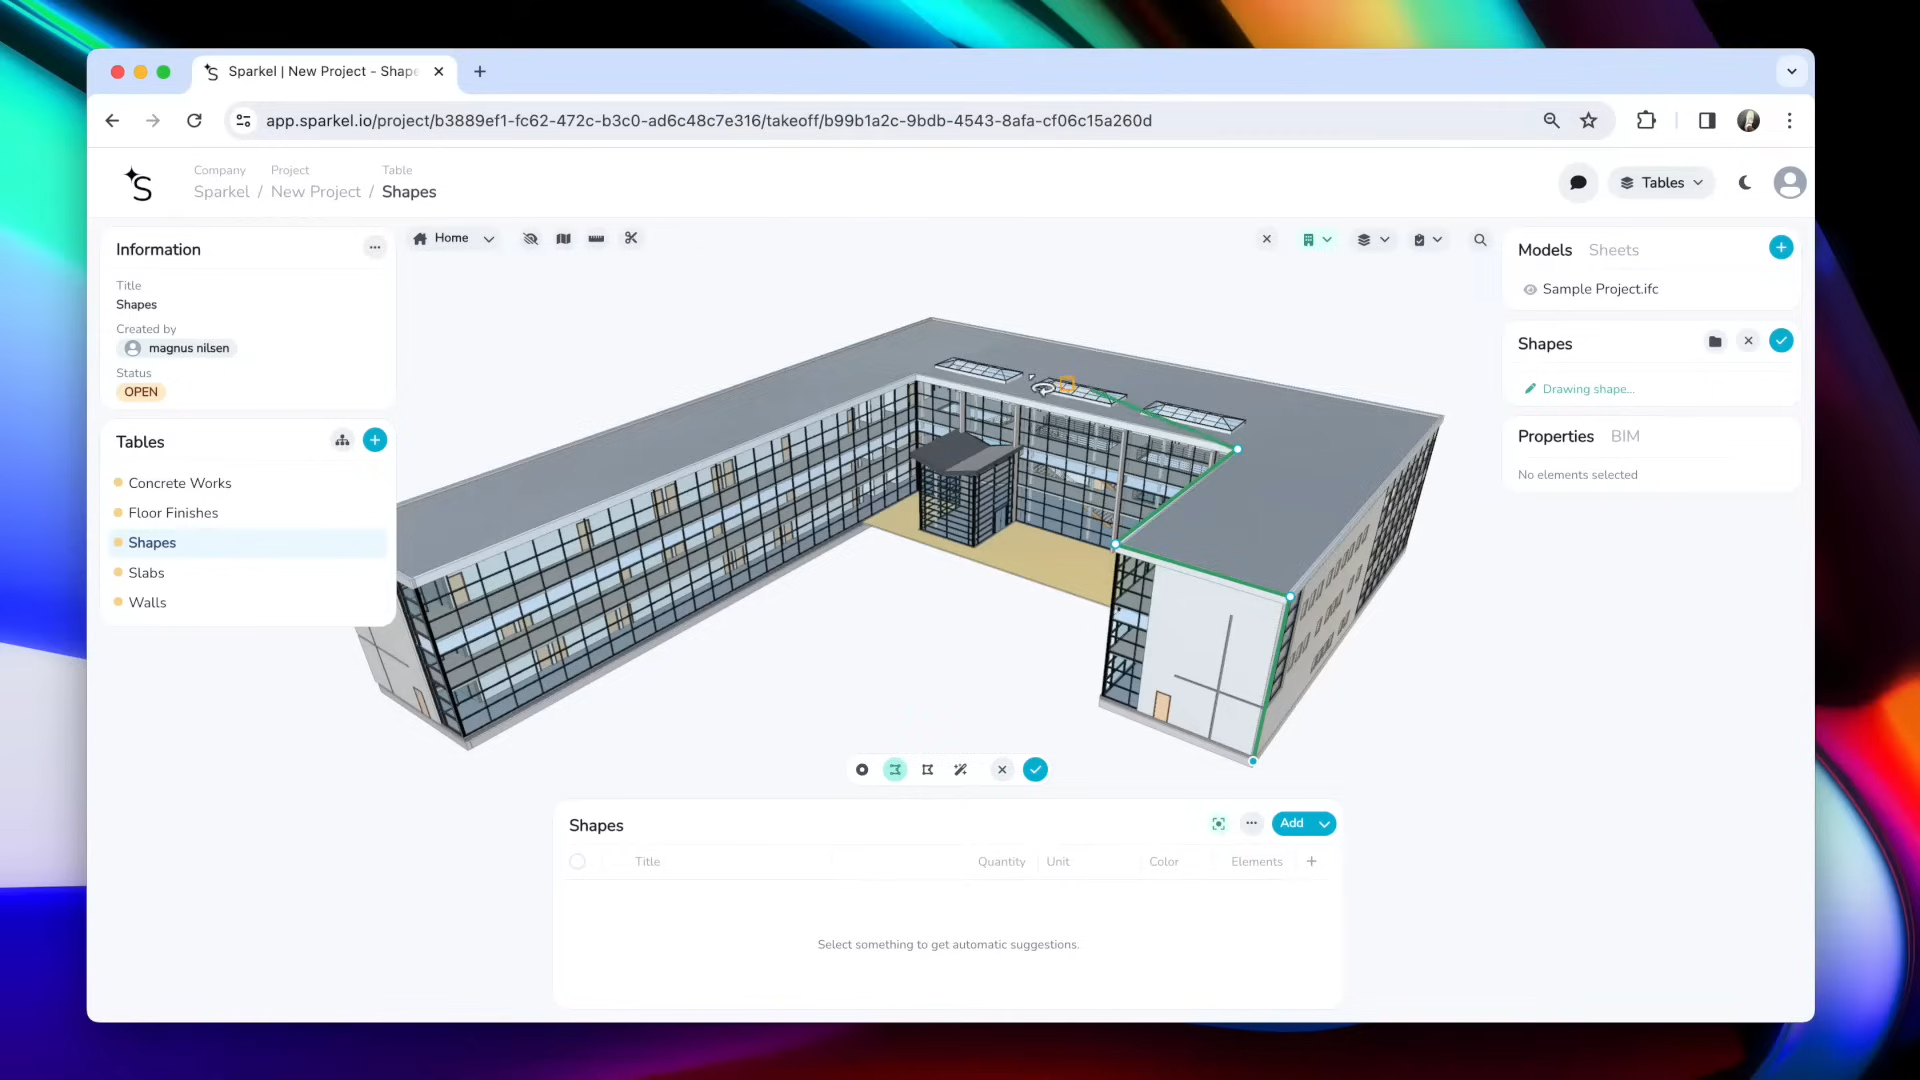 Sparkel | New Project - Shape
app.sparkel.io/project/b3889ef1-fc62-472c-b3c0-ad6c48c7e316/takeoff/b99b1a2c-9bdb-4543-8afa-cf06c15a260d
S
Company Project Table
Sparkel / New Project / Shapes
Tables
Information
Title
Shapes
Created by
magnus nilsen
Status
OPEN
Tables
Concrete Works
Floor Finishes
Shapes
Slabs
Walls
Home
Models Sheets
Sample Project.ifc
Shapes
Drawing shape...
Properties BIM
No elements selected
Shapes
Add
Title Quantity Unit Color Elements
Select something to get automatic suggestions.